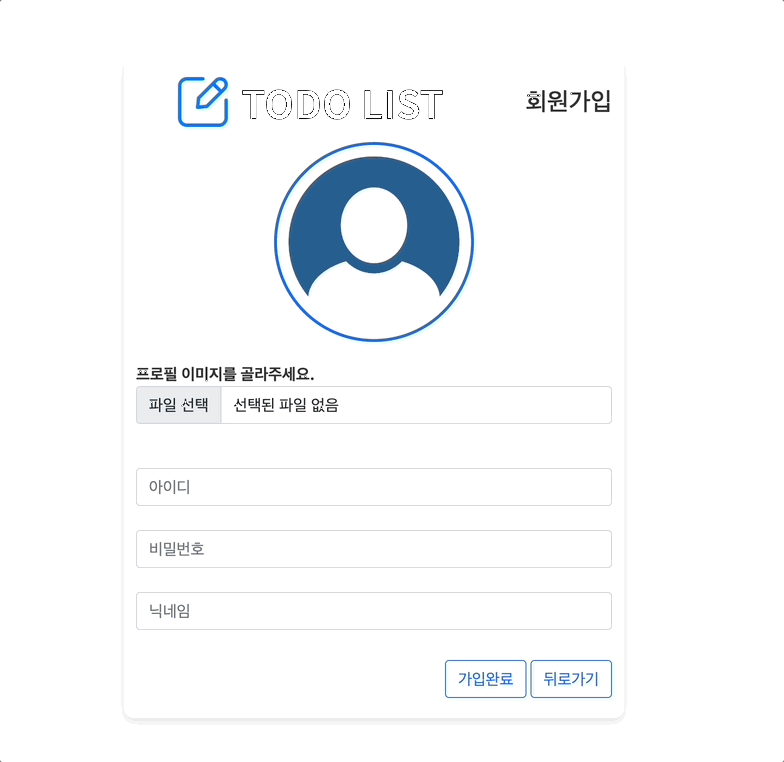 TODO LIST 회원가입
프로필 이미지를 골라주세요.
파일 선택 선택된 파일 없음
아이디
비밀번호
닉네임
가입완료 뒤로가기